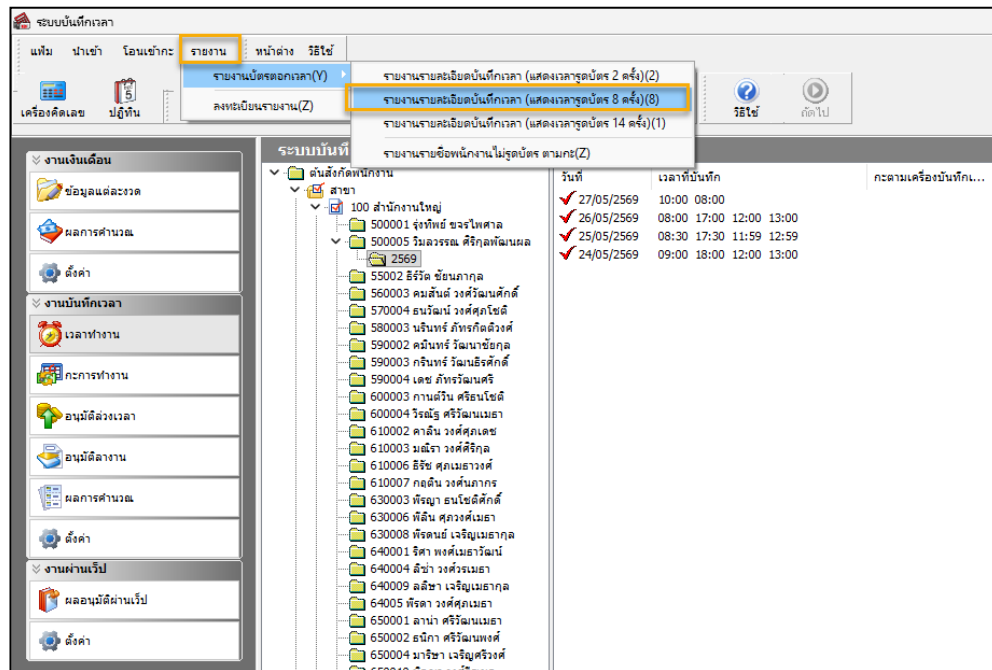 ระบบบันทึกเวลา
แฟ้ม นำเข้า โอนเข้ากะ รายงาน หน้าต่าง วิธีใช้
รายงานบัตรตอกเวลา(Y)
ลงทะเบียนรายงาน(Z)
รายงานรายละเอียดบันทึกเวลา (แสดงเวลารูดบัตร 2 ครั้ง)(2)
รายงานรายละเอียดบันทึกเวลา (แสดงเวลารูดบัตร 8 ครั้ง)(8)
รายงานรายละเอียดบันทึกเวลา (แสดงเวลารูดบัตร 14 ครั้ง)(1)
รายงานรายชื่อพนักงานไม่รูดบัตร ตามกะ(Z)
เครื่องคิดเลข ปฏิทิน วิธีใช้ ถัดไป
งานเงินเดือน
ข้อมูลแต่ละงวด
ผลการคำนวณ
ตั้งค่า
งานบันทึกเวลา
เวลาทำงาน
กะการทำงาน
อนุมัติล่วงเวลา
อนุมัติลางาน
ผลการคำนวณ
ตั้งค่า
งานผ่านเว็ป
ผลอนุมัติผ่านเว็ป
ตั้งค่า
ระบบบันที
ต้นสังกัดพนักงาน
สาขา
100 สำนักงานใหญ่
500001 รุ่งทิพย์ ขจรไพศาล
500005 วิมลวรรณ ศิริกุลพัฒนผล
2569
55002 ธีร์วัต ชัยนภากุล
560003 คมสันต์ วงศ์วัฒนศักดิ์
570004 ธนวัฒน์ วงศ์ศุภโชติ
580003 นรินทร์ ภัทรกิตติวงศ์
590002 คมินทร์ วัฒนาชัยกุล
590003 กรินทร์ วัฒนธิรศักดิ์
590004 เดช ภัทรวัฒนศรี
600003 กานต์วิน ศรีธนโชติ
600004 วิรณัฐ ศรีวัฒนเมธา
610002 คาลิน วงศ์ศุภเดช
610003 มณิรา วงศ์ศิริกุล
610006 ธิรัช ศุภเมธาวงศ์
610007 กฤติน วงศ์นภากร
630003 พิรญา ธนโชติศักดิ์
630006 พิลิน ศุภวงศ์เมธา
630008 พิรดนย์ เจริญเมธากุล
640001 ริศา พงศ์เมธาวัฒน์
640004 ลิซ่า วงศ์วรเมธา
640009 ลลิษา เจริญเมธากุล
64005 พิรดา วงศ์ศุภเมธา
650001 ลาน่า ศรีวัฒนเมธา
650002 ธนิกา ศรีวัฒนพงศ์
650004 มาริษา เจริญศรีวงศ์
วันที่ เวลาที่บันทึก กะตามเครื่องบันทึกเ...
27/05/2569 10:00 08:00
26/05/2569 08:00 17:00 12:00 13:00
25/05/2569 08:30 17:30 11:59 12:59
24/05/2569 09:00 18:00 12:00 13:00